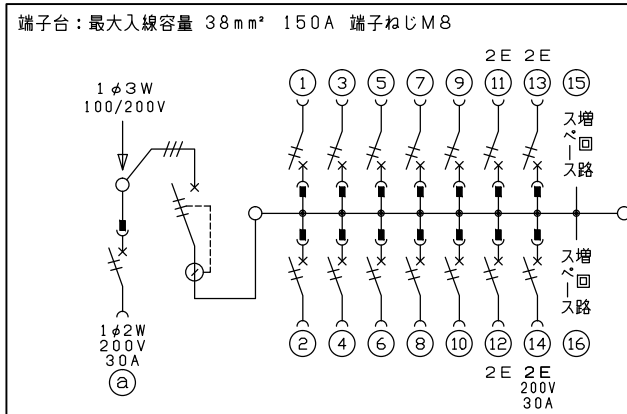 端子台：最大入線容量 38mm² 150A 端子ねじM8
2E 2E
1 3 5 7 9 11 13 15
1φ3W
100/200V
増回路
スペース
増回路
スペース
1φ2W
200V
30A
a
2 4 6 8 10 12 14 16
2E 2E
200V
30A